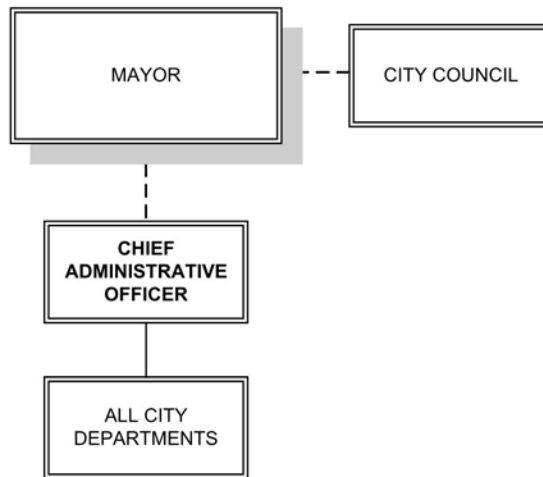 MAYOR
CITY COUNCIL
CHIEF
ADMINISTRATIVE
OFFICER
ALL CITY
DEPARTMENTS